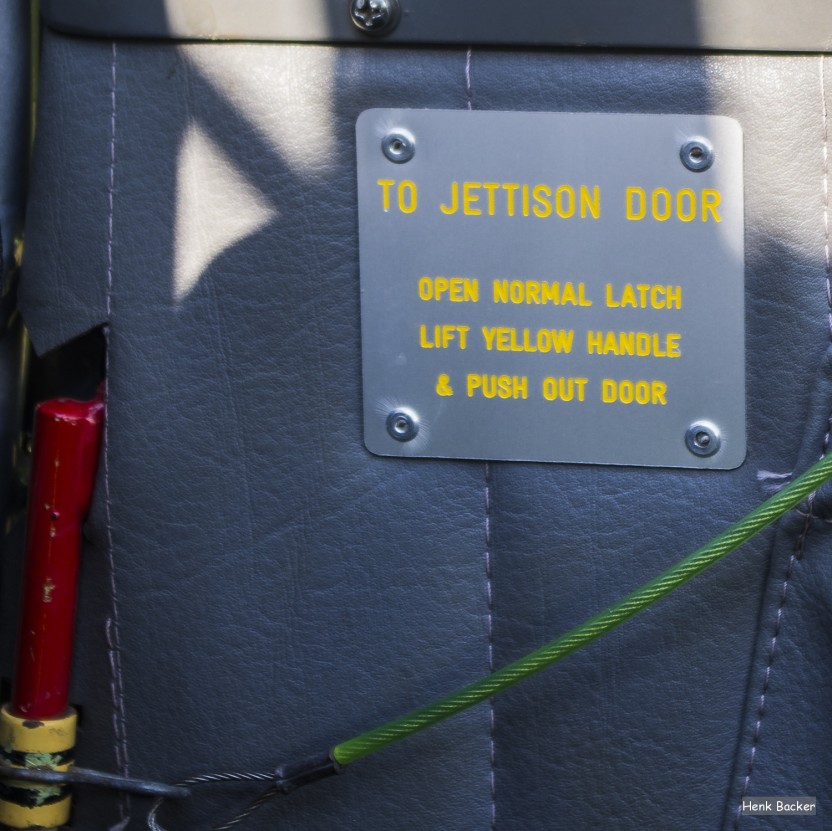 TO JETTISON DOOR
OPEN NORMAL LATCH
LIFT YELLOW HANDLE
& PUSH OUT DOOR
Henk Backer